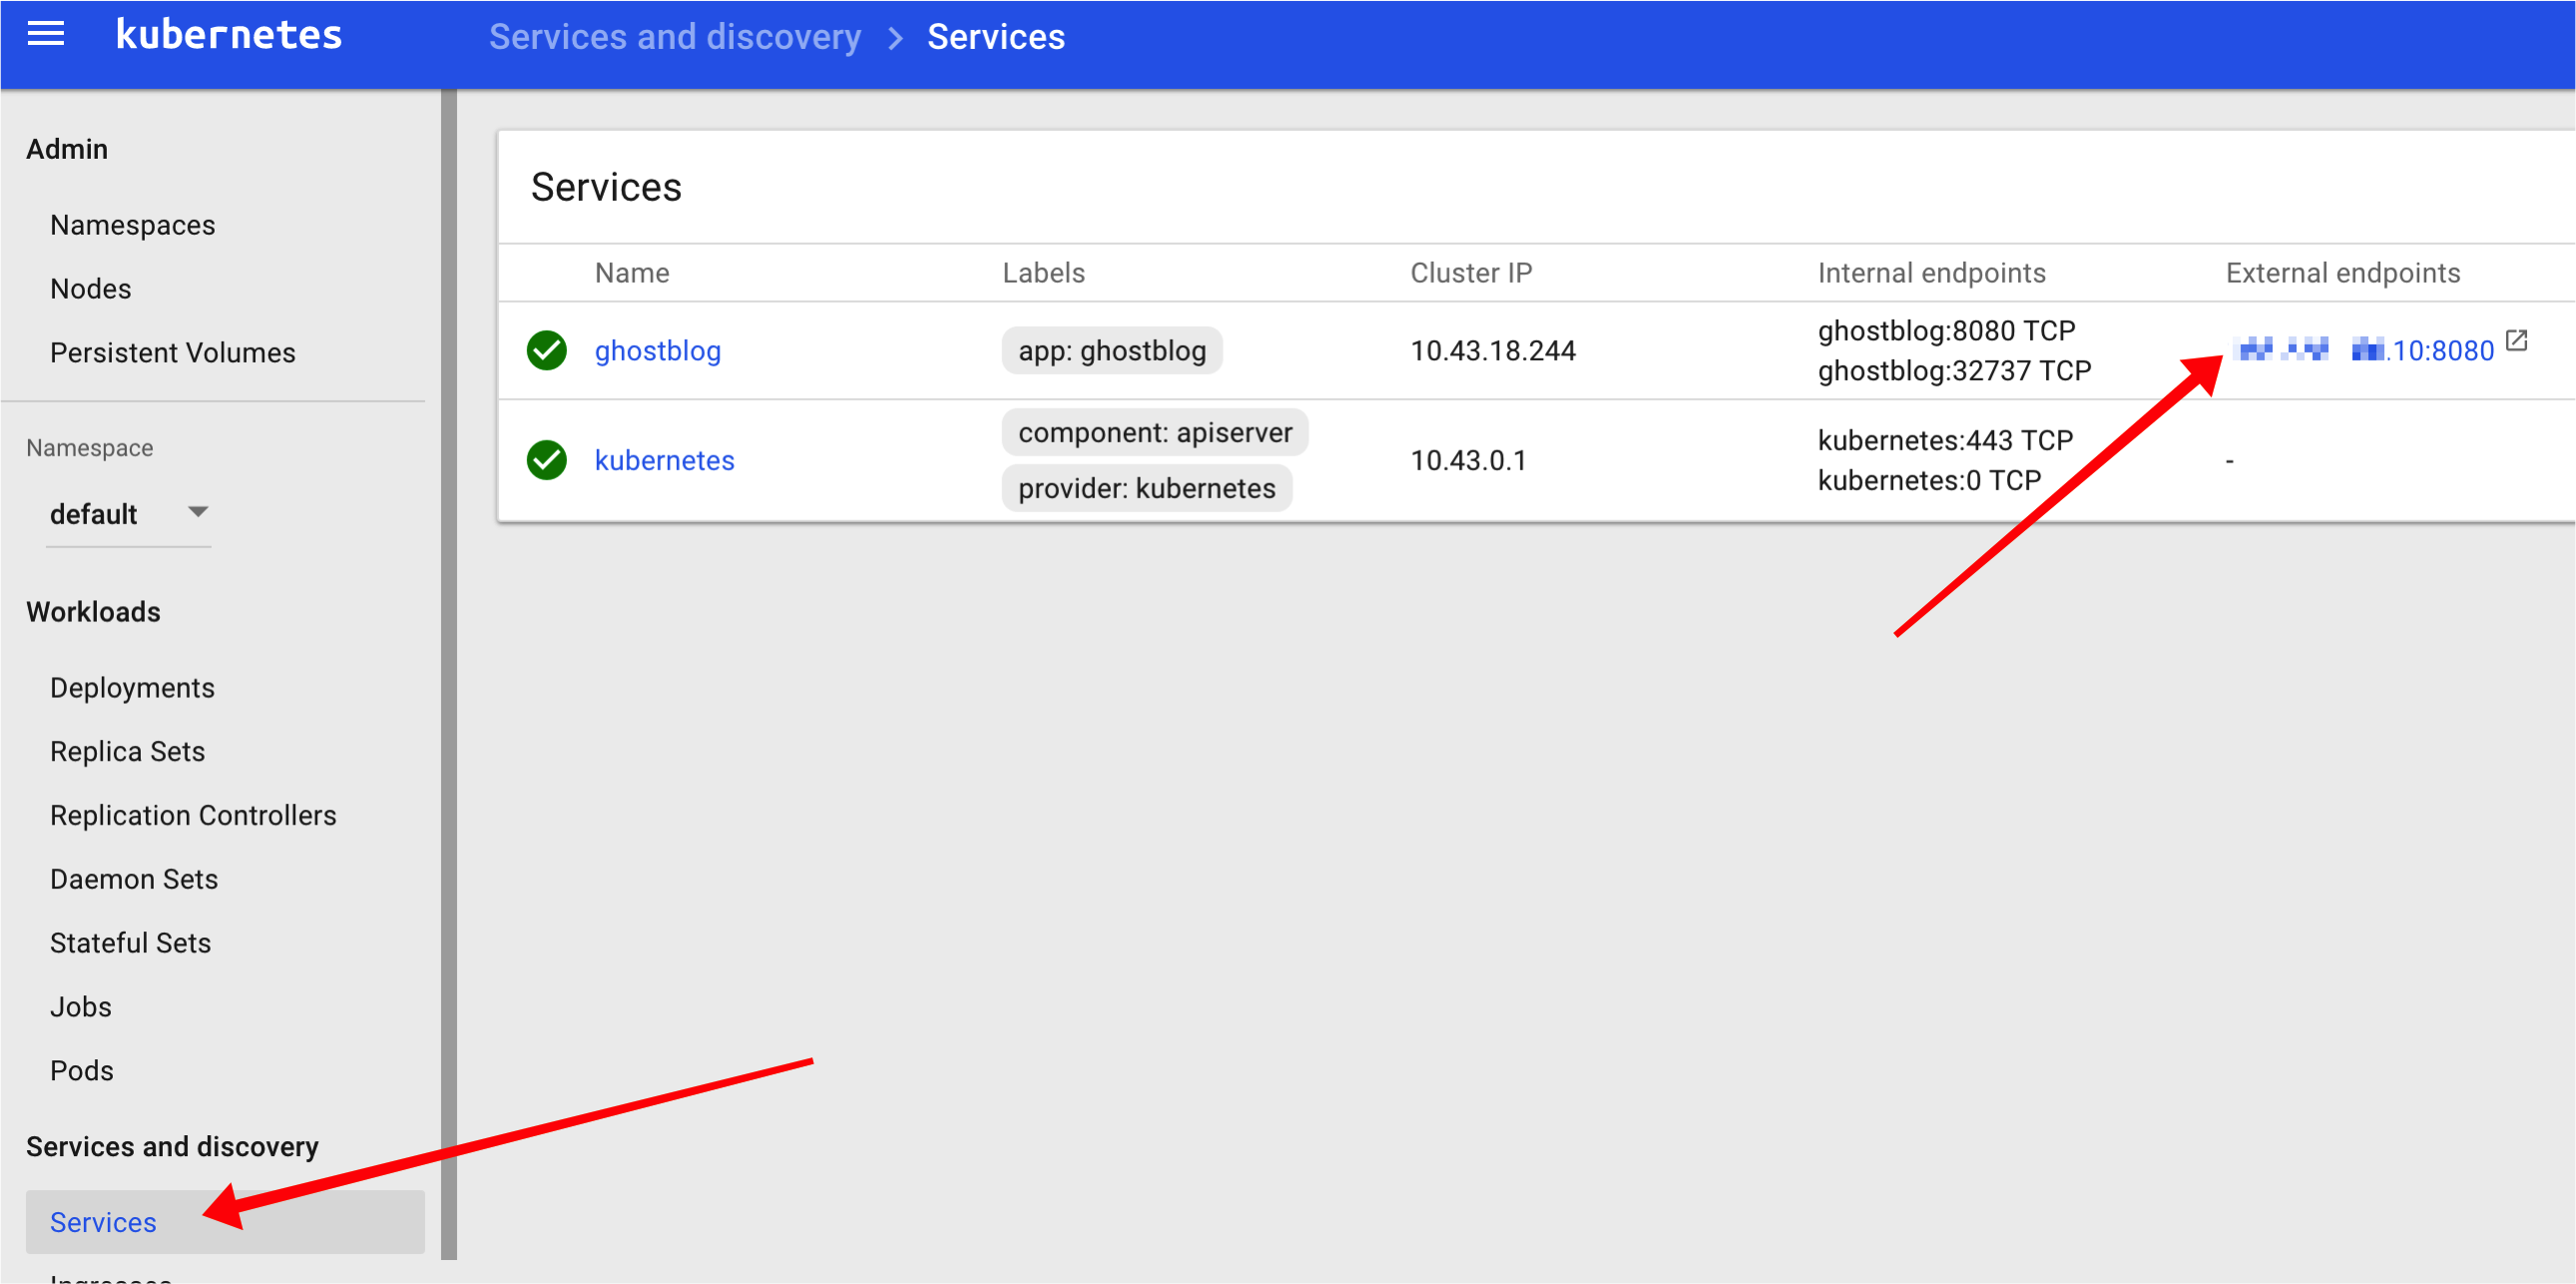 kubernetes
Services and discovery > Services
Admin
Namespaces
Nodes
Persistent Volumes
Namespace
default
Workloads
Deployments
Replica Sets
Replication Controllers
Daemon Sets
Stateful Sets
Jobs
Pods
Services and discovery
Services
Services
Name Labels Cluster IP Internal endpoints External endpoints
ghostblog app: ghostblog 10.43.18.244 ghostblog:8080 TCP .10:8080
ghostblog:32737 TCP
kubernetes component: apiserver 10.43.0.1 kubernetes:443 TCP -
provider: kubernetes kubernetes:0 TCP